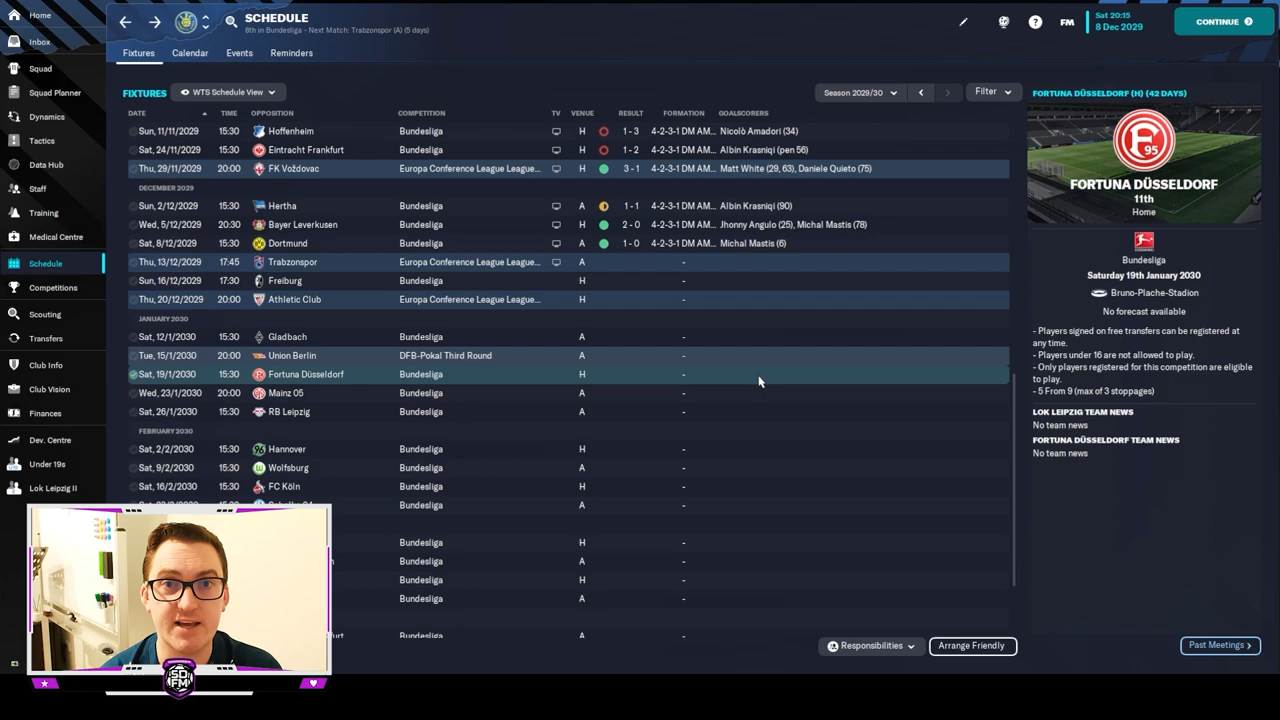 Home
Inbox
Squad
Squad Planner
Dynamics
Tactics
Data Hub
Staff
Training
Medical Centre
Schedule
Competitions
Scouting
Transfers
Club Info
Club Vision
Finances
Dev. Centre
Under 19s
Lok Leipzig II
SCHEDULE
8th in Bundesliga - Next Match: Trabzonspor (A) (5 days)
FM
Sat 20:15
8 Dec 2029
CONTINUE
Fixtures Calendar Events Reminders
FIXTURES WTS Schedule View Season 2029/30 Filter
DATE TIME OPPOSITION COMPETITION TV VENUE RESULT FORMATION GOALSCORERS
Sun, 11/11/2029 15:30 Hoffenheim Bundesliga H 1 - 3 4-2-3-1 DM AM... Nicolò Amadori (34)
Sat, 24/11/2029 15:30 Eintracht Frankfurt Bundesliga H 1 - 2 4-2-3-1 DM AM... Albin Krasniqi (pen 56)
Thu, 29/11/2029 20:00 FK Voždovac Europa Conference League League... H 3 - 1 4-2-3-1 DM AM... Matt White (29, 63), Daniele Quieto (75)
DECEMBER 2029
Sun, 2/12/2029 15:30 Hertha Bundesliga A 1 - 1 4-2-3-1 DM AM... Albin Krasniqi (90)
Wed, 5/12/2029 20:30 Bayer Leverkusen Bundesliga H 2 - 0 4-2-3-1 DM AM... Jhonny Angulo (25), Michal Mastis (78)
Sat, 8/12/2029 15:30 Dortmund Bundesliga A 1 - 0 4-2-3-1 DM AM... Michal Mastis (6)
Thu, 13/12/2029 17:45 Trabzonspor Europa Conference League League... A -
Sun, 16/12/2029 17:30 Freiburg Bundesliga H -
Thu, 20/12/2029 20:00 Athletic Club Europa Conference League League... H -
JANUARY 2030
Sat, 12/1/2030 15:30 Gladbach Bundesliga A -
Tue, 15/1/2030 20:00 Union Berlin DFB-Pokal Third Round A -
Sat, 19/1/2030 15:30 Fortuna Düsseldorf Bundesliga H -
Wed, 23/1/2030 20:00 Mainz 05 Bundesliga A -
Sat, 26/1/2030 15:30 RB Leipzig Bundesliga A -
FEBRUARY 2030
Sat, 2/2/2030 15:30 Hannover Bundesliga H -
Sat, 9/2/2030 15:30 Wolfsburg Bundesliga A -
Sat, 16/2/2030 15:30 FC Köln Bundesliga H -
Bundesliga A -
Bundesliga H -
Bundesliga A -
Bundesliga H -
Bundesliga A -
Bundesliga A -
Responsibilities Arrange Friendly
FORTUNA DÜSSELDORF (H) (42 DAYS)
F95
FORTUNA DÜSSELDORF
11th
Home
Bundesliga
Saturday 19th January 2030
Bruno-Plache-Stadion
No forecast available
- Players signed on free transfers can be registered at
any time.
- Players under 16 are not allowed to play.
- Only players registered for this competition are eligible
to play.
- 5 From 9 (max of 3 stoppages)
LOK LEIPZIG TEAM NEWS
No team news
FORTUNA DÜSSELDORF TEAM NEWS
No team news
Past Meetings
SDFM